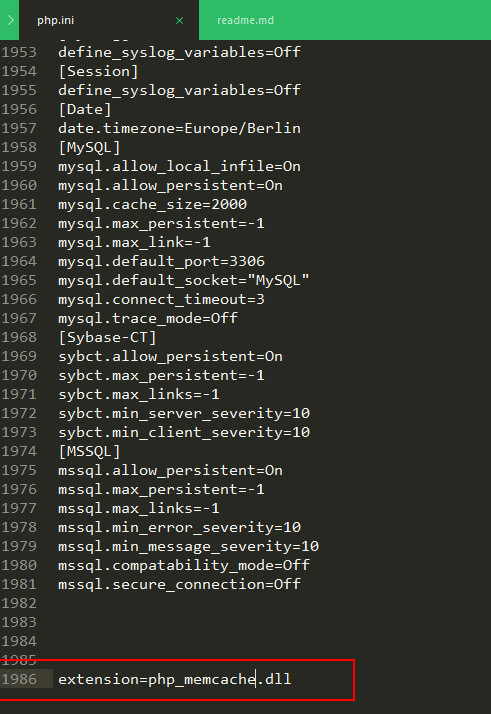 php.ini
readme.md
1953 define_syslog_variables=Off
1954 [Session]
1955 define_syslog_variables=Off
1956 [Date]
1957 date.timezone=Europe/Berlin
1958 [MySQL]
1959 mysql.allow_local_infile=On
1960 mysql.allow_persistent=On
1961 mysql.cache_size=2000
1962 mysql.max_persistent=-1
1963 mysql.max_link=-1
1964 mysql.default_port=3306
1965 mysql.default_socket="MySQL"
1966 mysql.connect_timeout=3
1967 mysql.trace_mode=Off
1968 [Sybase-CT]
1969 sybct.allow_persistent=On
1970 sybct.max_persistent=-1
1971 sybct.max_links=-1
1972 sybct.min_server_severity=10
1973 sybct.min_client_severity=10
1974 [MSSQL]
1975 mssql.allow_persistent=On
1976 mssql.max_persistent=-1
1977 mssql.max_links=-1
1978 mssql.min_error_severity=10
1979 mssql.min_message_severity=10
1980 mssql.compatability_mode=Off
1981 mssql.secure_connection=Off
1982
1983
1984
1985
1986 extension=php_memcache.dll